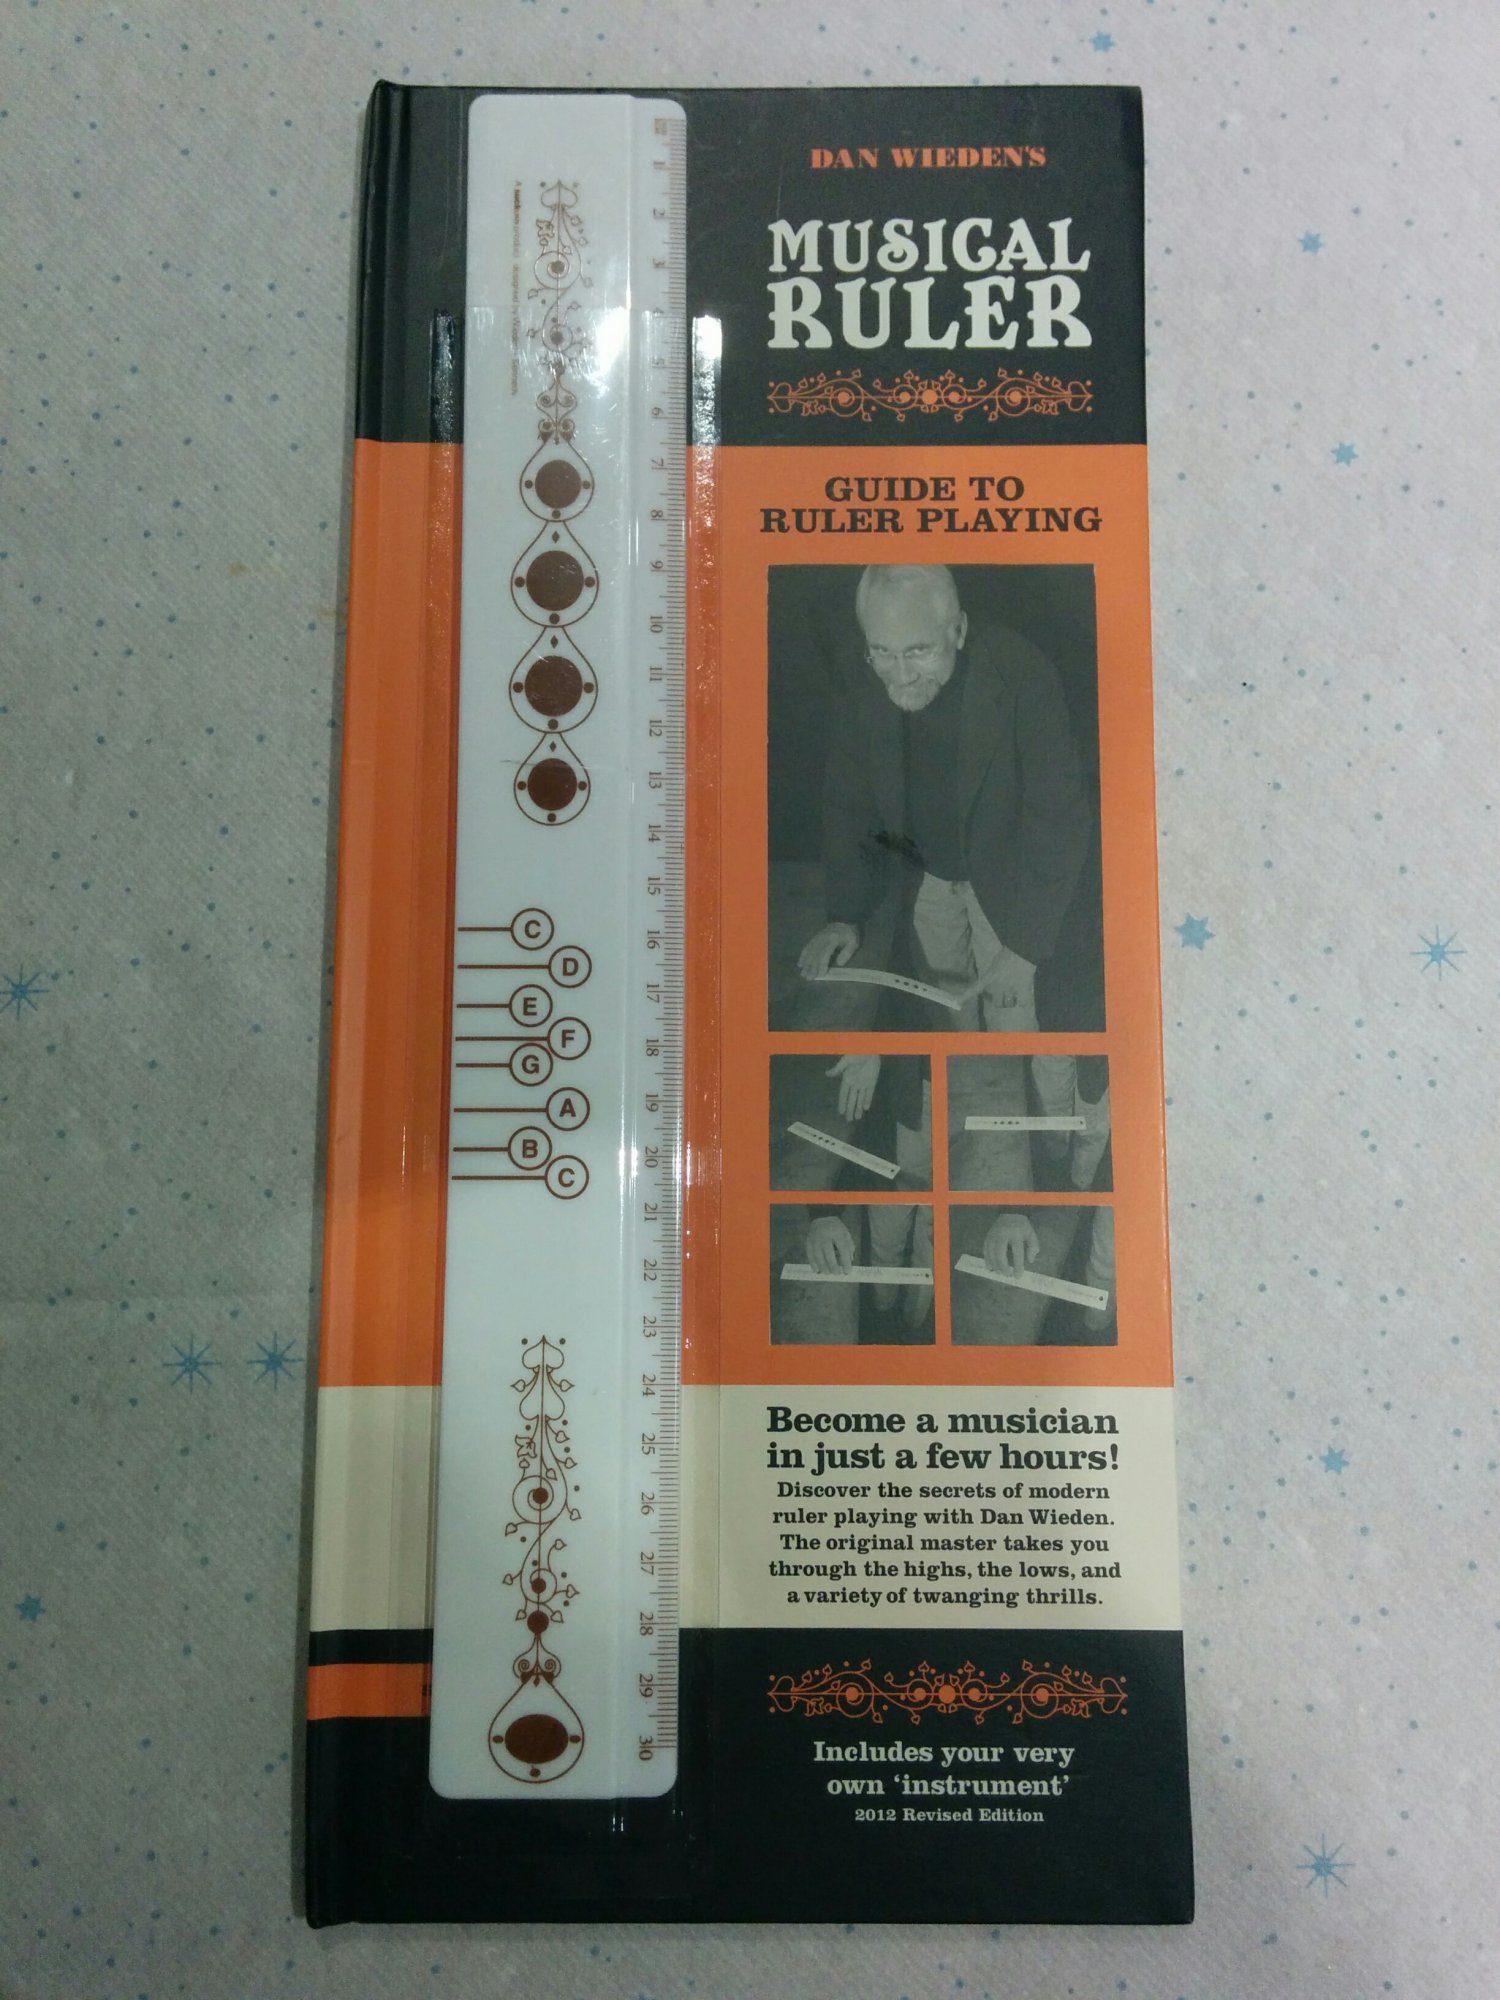 DAN WIEDEN'S
MUSICAL
RULER
GUIDE TO
RULER PLAYING
Become a musician
in just a few hours!
Discover the secrets of modern
ruler playing with Dan Wieden.
The original master takes you
through the highs, the lows, and
a variety of twanging thrills.
Includes your very
own ‘instrument’
2012 Revised Edition
1
2
3
4
5
6
7
8
9
10
11
12
13
14
15
16
17
18
19
20
21
22
23
24
25
26
27
28
29
30
C
D
E
F
G
A
B
C